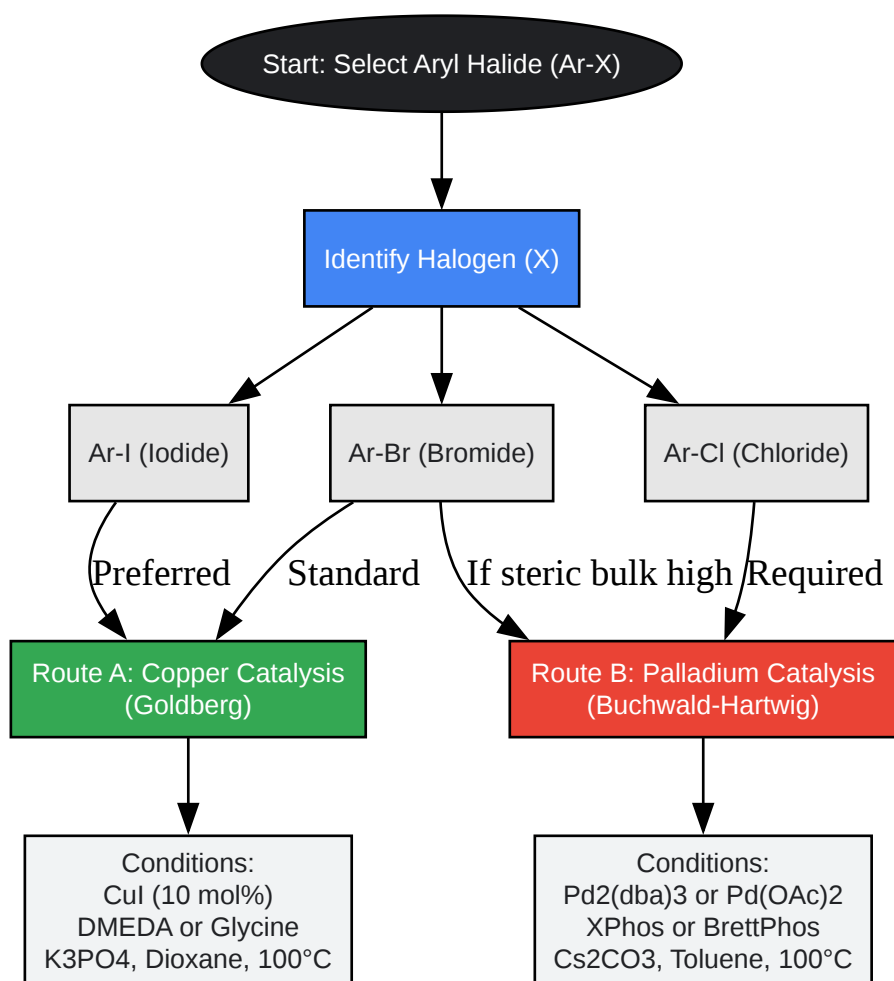 Start: Select Aryl Halide (Ar-X)
Identify Halogen (X)
Ar-I (Iodide)
Ar-Br (Bromide)
Ar-Cl (Chloride)
Preferred
Standard
If steric bulk high
Required
Route A: Copper Catalysis
(Goldberg)
Route B: Palladium Catalysis
(Buchwald-Hartwig)
Conditions:
CuI (10 mol%)
DMEDA or Glycine
K3PO4, Dioxane, 100°C
Conditions:
Pd2(dba)3 or Pd(OAc)2
XPhos or BrettPhos
Cs2CO3, Toluene, 100°C